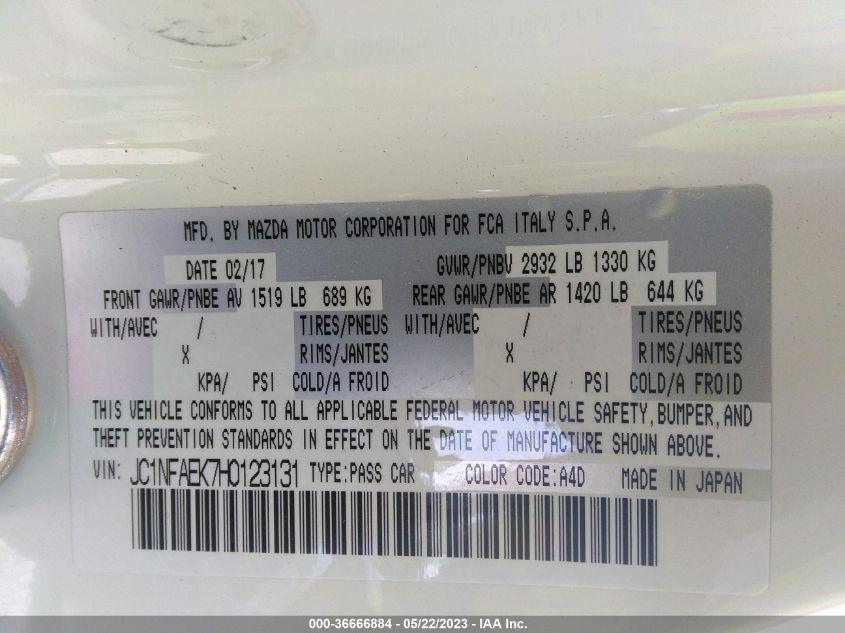 MFD. BY MAZDA MOTOR CORPORATION FOR FCA ITALY S.P.A.
DATE 02/17 GVWR/PNBV 2932 LB 1330 KG
FRONT GAWR/PNBE AV 1519 LB 689 KG REAR GAWR/PNBE AR 1420 LB 644 KG
WITH/AVEC / TIRES/PNEUS WITH/AVEC / TIRES/PNEUS
X RIMS/JANTES X RIMS/JANTES
KPA/ PSI COLD/A FROID KPA/ PSI COLD/A FROID
THIS VEHICLE CONFORMS TO ALL APPLICABLE FEDERAL MOTOR VEHICLE SAFETY,BUMPER,AND
THEFT PREVENTION STANDARDS IN EFFECT ON THE DATE OF MANUFACTURE SHOWN ABOVE.
VIN: JC1NFAEK7H0123131 TYPE:PASS CAR COLOR CODE:A4D MADE IN JAPAN
000-36666884 - 05/22/2023 - IAA Inc.